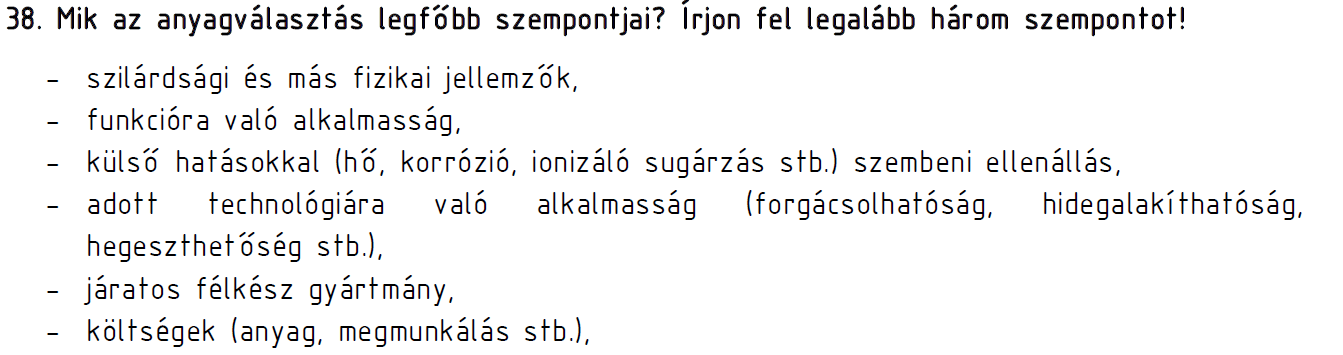 38. Mik az anyagválasztás legfőbb szempontjai? Írjon fel legalább három szempontot!
- szilárdsági és más fizikai jellemzők,
- funkcióra való alkalmasság,
- külső hatásokkal (hő, korrózió, ionizáló sugárzás stb.) szembeni ellenállás,
- adott technológiára való alkalmasság (forgácsolhatóság, hidegalakíthatóság,
hegeszthetőség stb.),
- járatos félkész gyártmány,
- költségek (anyag, megmunkálás stb.),